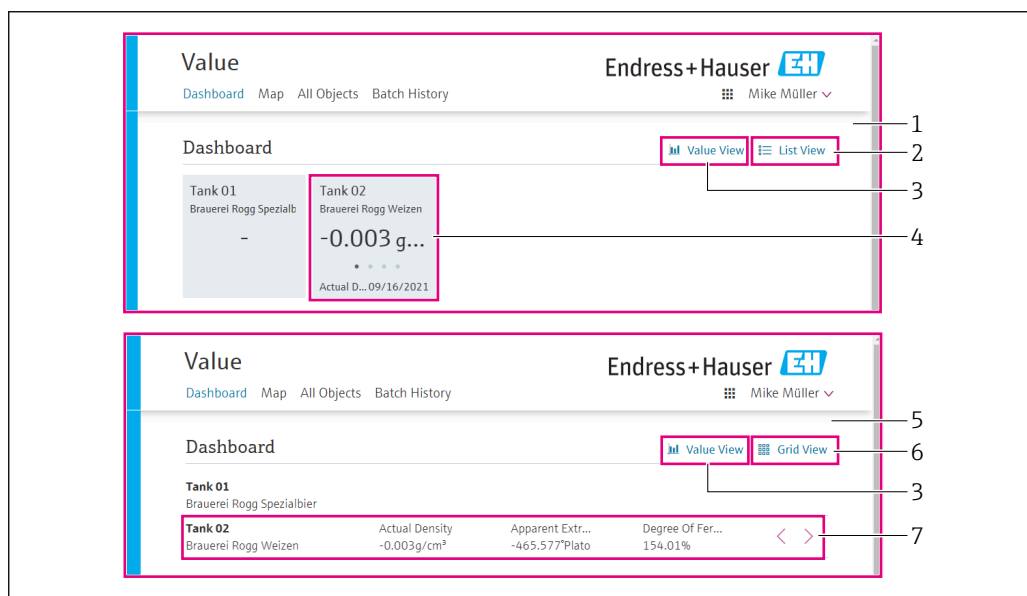 Value
Endress+Hauser EH
Dashboard Map All Objects Batch History
Mike Müller
1
Dashboard
Value View
List View
2
3
Tank 01
Brauerei Rogg Spezialb
-
Tank 02
Brauerei Rogg Weizen
-0.003 g...
4
Actual D... 09/16/2021
Value
Endress+Hauser EH
Dashboard Map All Objects Batch History
Mike Müller
5
Dashboard
Value View
Grid View
6
3
Tank 01
Brauerei Rogg Spezialbier
Tank 02 Actual Density Apparent Extr... Degree Of Fer...
Brauerei Rogg Weizen -0.003g/cm³ -465.577°Plato 154.01%
7